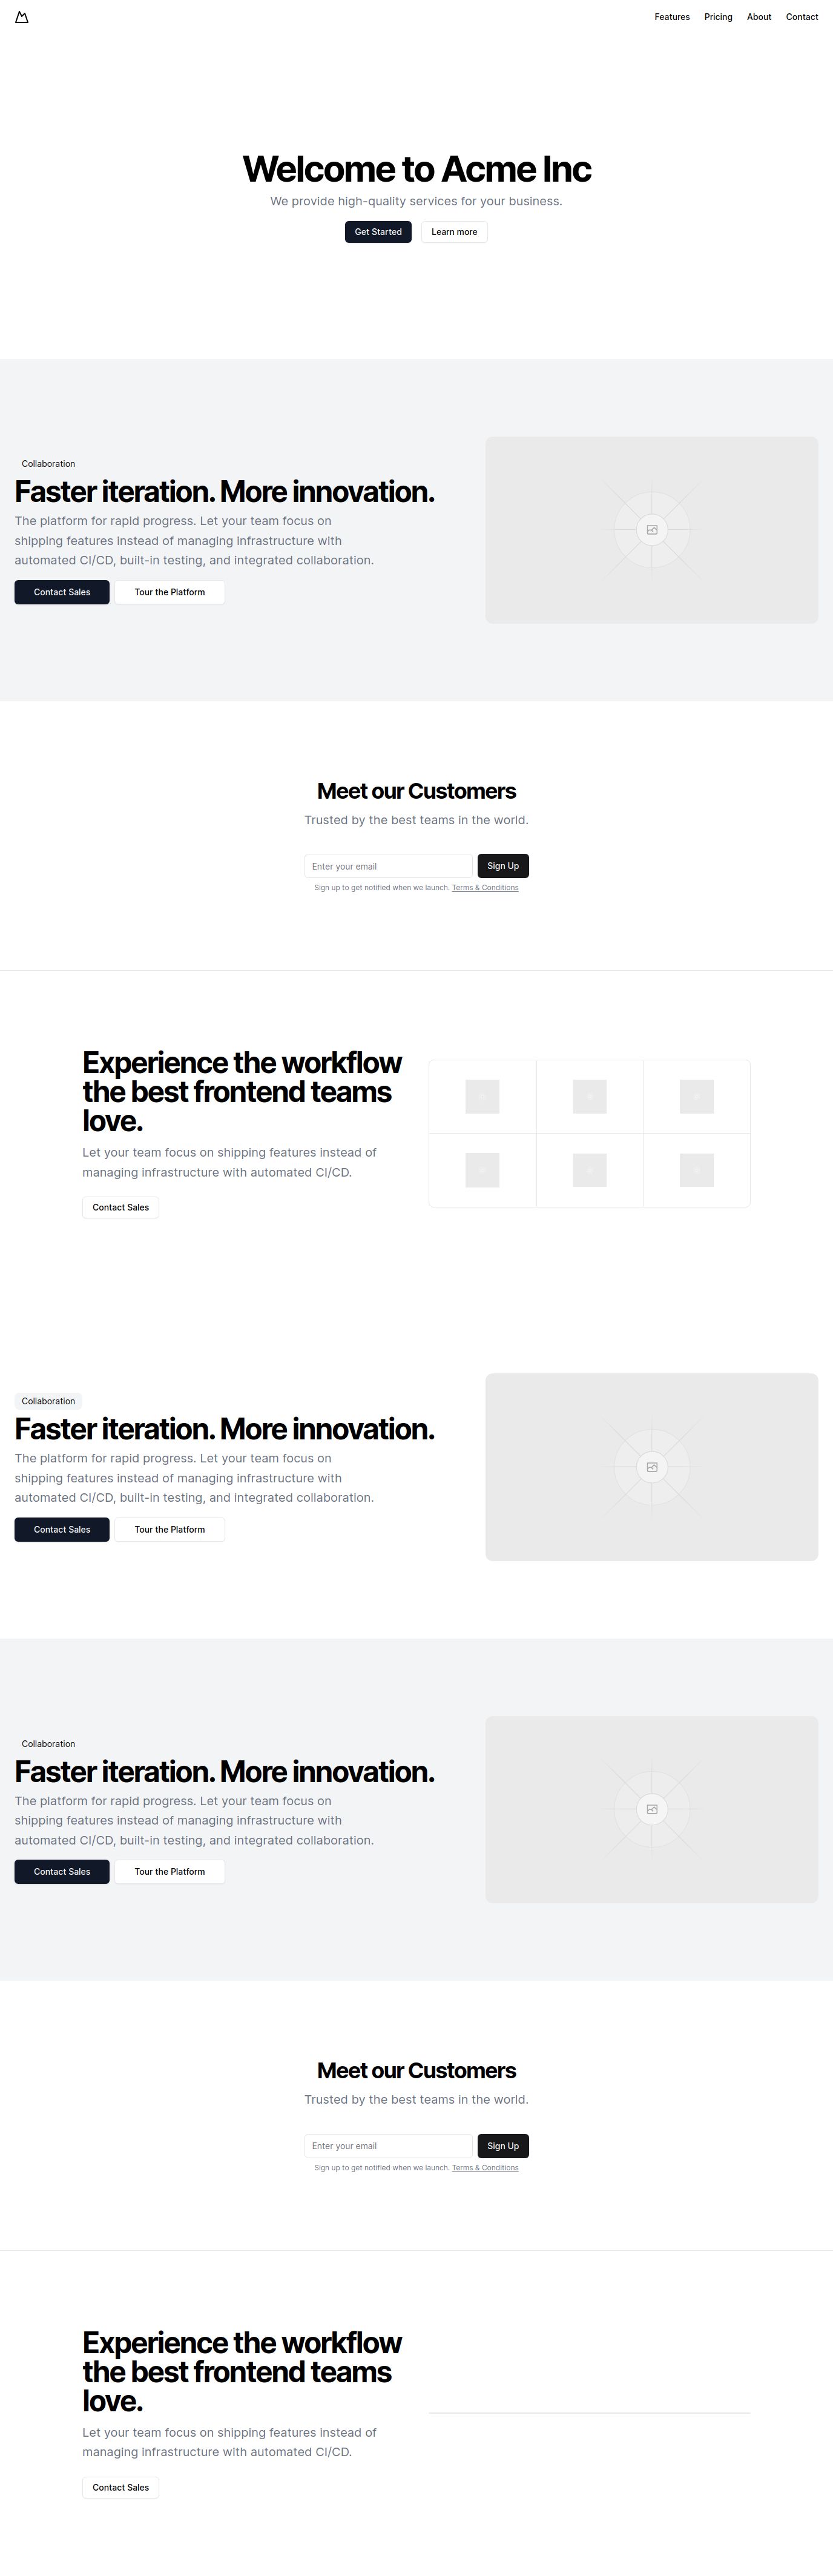 Features Pricing About Contact
Welcome to Acme Inc
We provide high-quality services for your business.
Get Started Learn more
Collaboration
Faster iteration. More innovation.
The platform for rapid progress. Let your team focus on
shipping features instead of managing infrastructure with
automated CI/CD, built-in testing, and integrated collaboration.
Contact Sales Tour the Platform
Meet our Customers
Trusted by the best teams in the world.
Enter your email Sign Up
Sign up to get notified when we launch. Terms & Conditions
Experience the workflow
the best frontend teams
love.
Let your team focus on shipping features instead of
managing infrastructure with automated CI/CD.
Contact Sales
Collaboration
Faster iteration. More innovation.
The platform for rapid progress. Let your team focus on
shipping features instead of managing infrastructure with
automated CI/CD, built-in testing, and integrated collaboration.
Contact Sales Tour the Platform
Collaboration
Faster iteration. More innovation.
The platform for rapid progress. Let your team focus on
shipping features instead of managing infrastructure with
automated CI/CD, built-in testing, and integrated collaboration.
Contact Sales Tour the Platform
Meet our Customers
Trusted by the best teams in the world.
Enter your email Sign Up
Sign up to get notified when we launch. Terms & Conditions
Experience the workflow
the best frontend teams
love.
Let your team focus on shipping features instead of
managing infrastructure with automated CI/CD.
Contact Sales